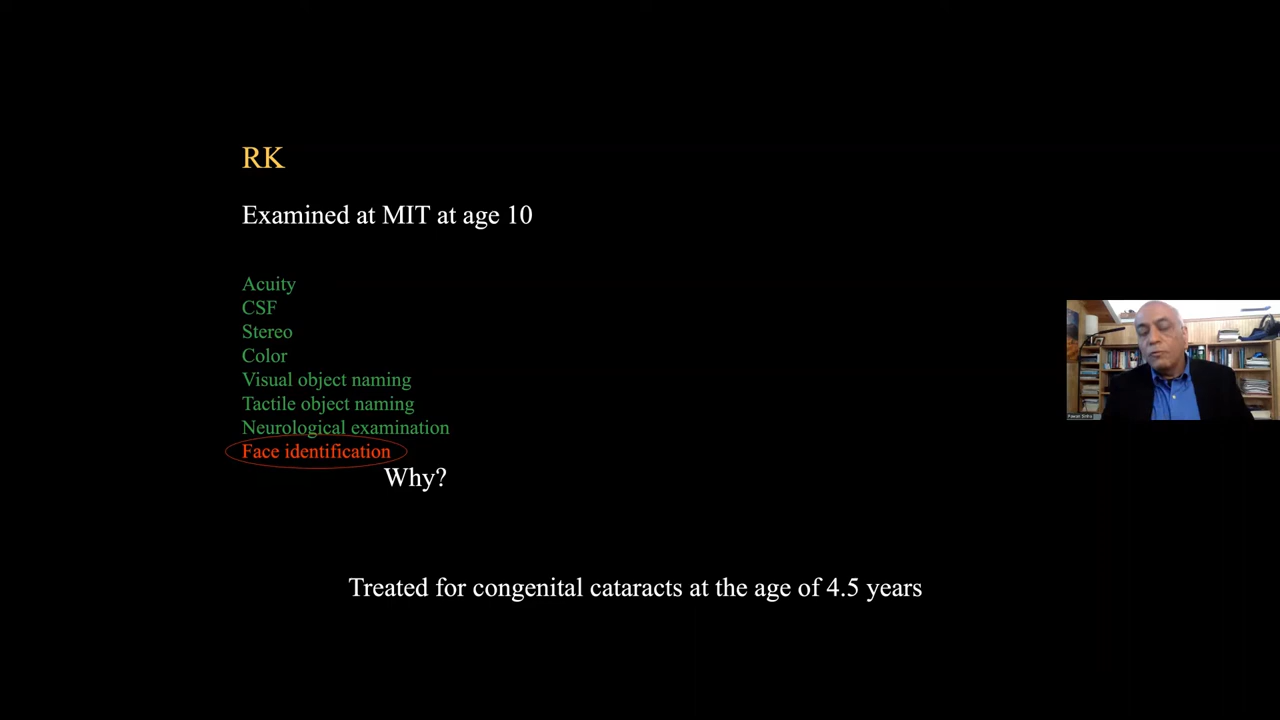 RK
Examined at MIT at age 10
Acuity
CSF
Stereo
Color
Visual object naming
Tactile object naming
Neurological examination
Face identification
Why?
Treated for congenital cataracts at the age of 4.5 years